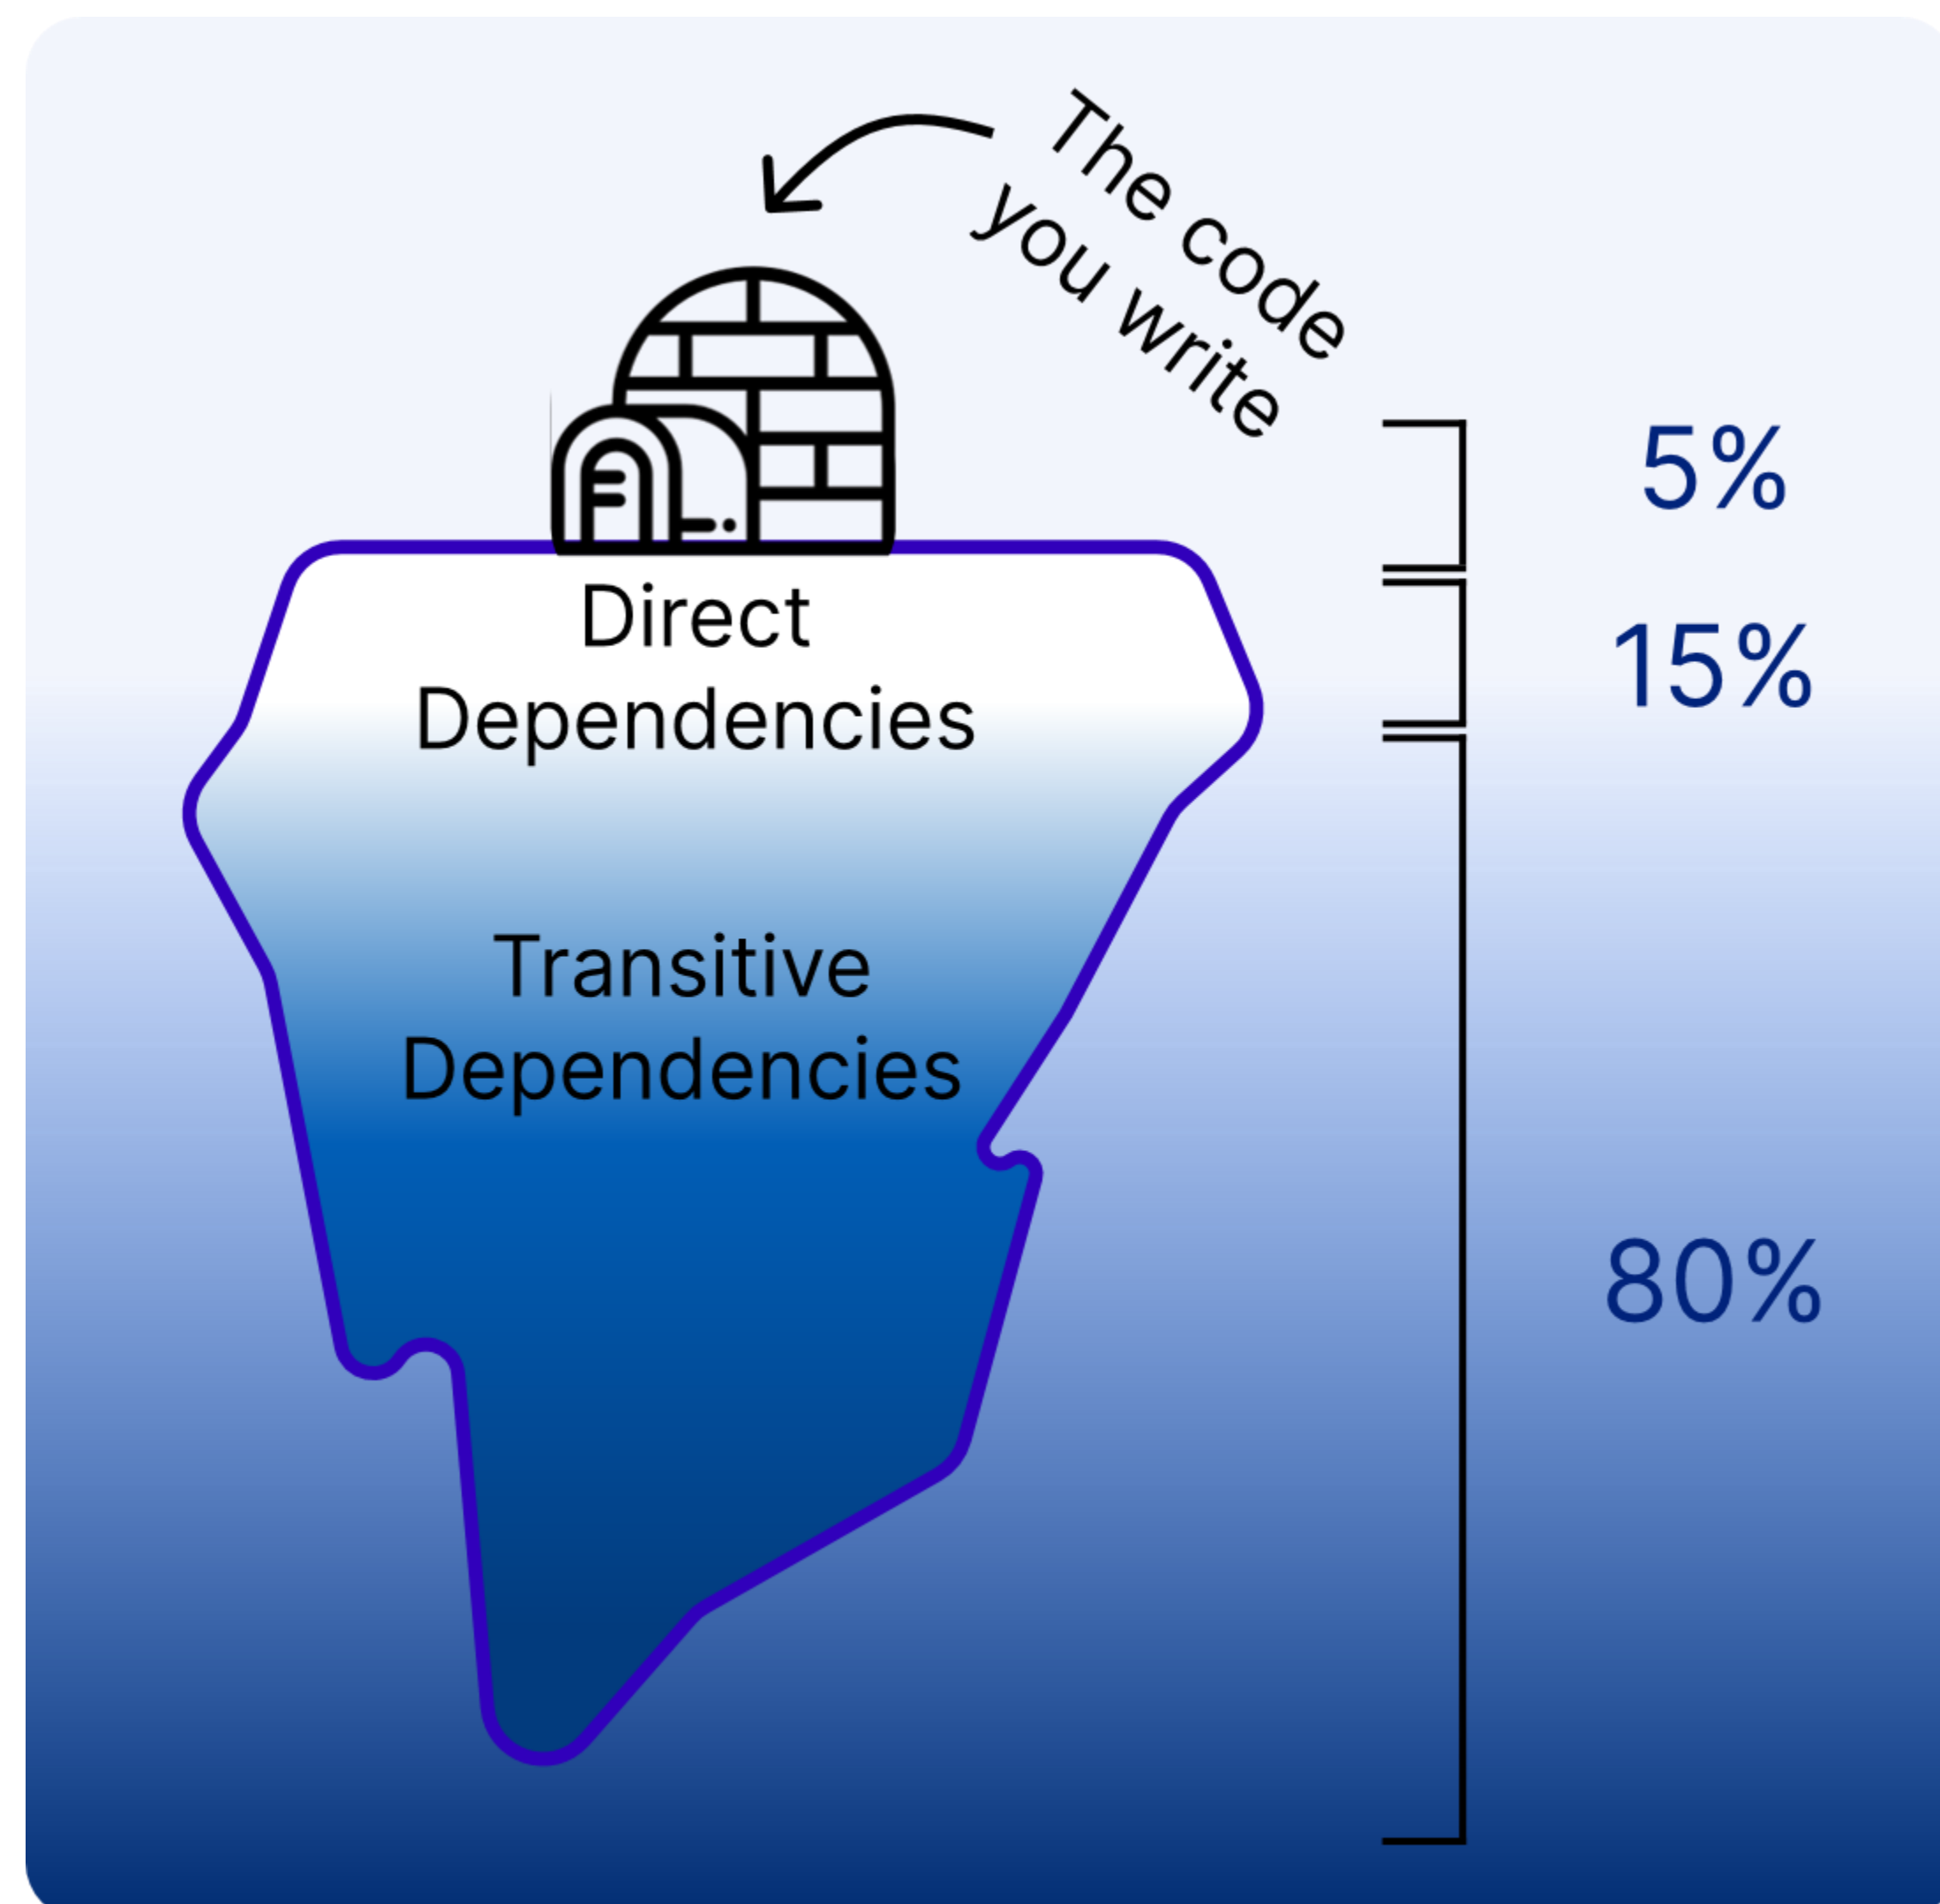 The code
you write
5%
Direct
Dependencies
15%
Transitive
Dependencies
80%